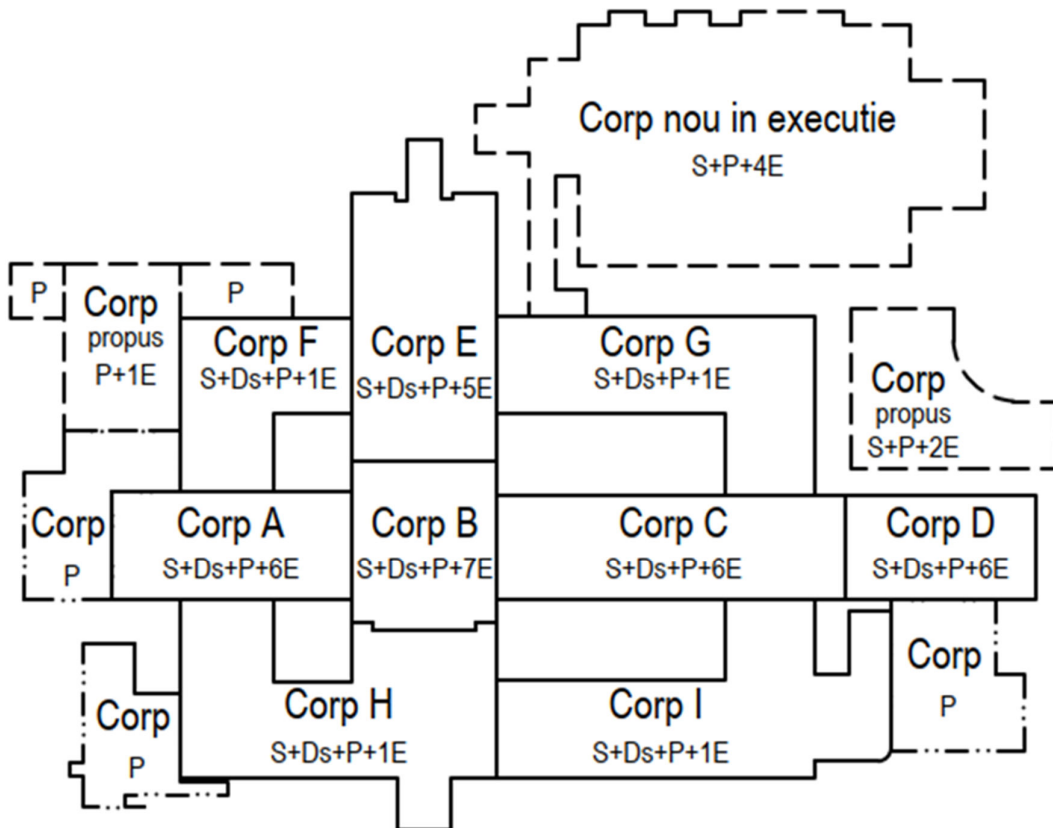 Corp nou in executie
S+P+4E
P
Corp
propus
P+1E
P
Corp F
S+Ds+P+1E
Corp E
S+Ds+P+5E
Corp G
S+Ds+P+1E
Corp
propus
S+P+2E
Corp
P
Corp A
S+Ds+P+6E
Corp B
S+Ds+P+7E
Corp C
S+Ds+P+6E
Corp D
S+Ds+P+6E
Corp
P
Corp H
S+Ds+P+1E
Corp I
S+Ds+P+1E
Corp
P